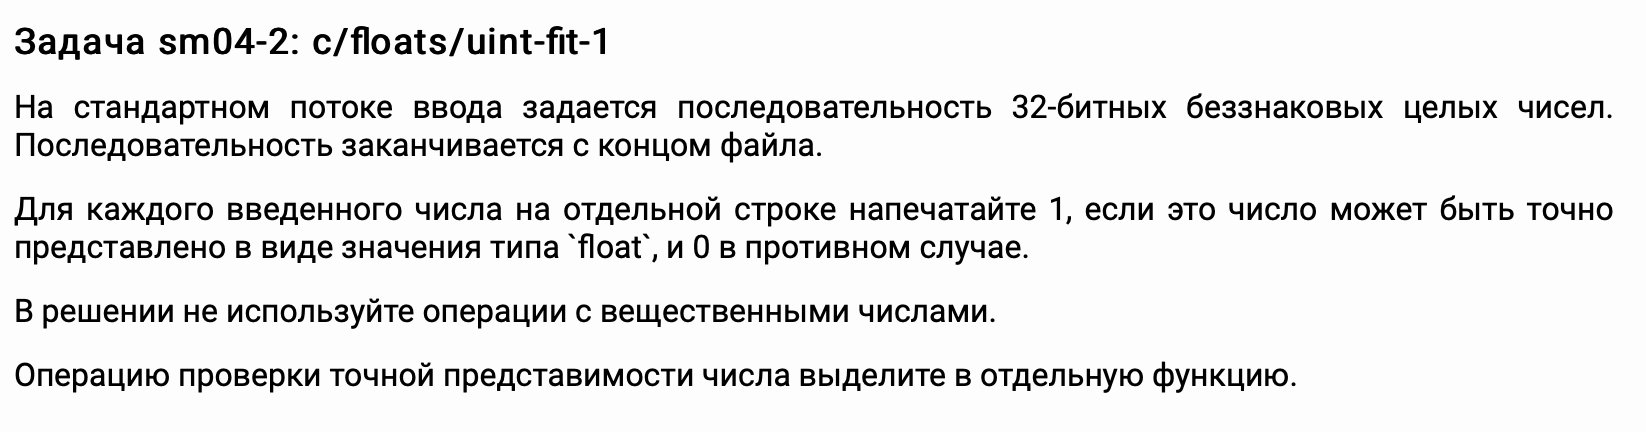 Задача sm04-2: c/floats/uint-fit-1
На стандартном потоке ввода задается последовательность 32-битных беззнаковых целых чисел.
Последовательность заканчивается с концом файла.
Для каждого введенного числа на отдельной строке напечатайте 1, если это число может быть точно
представлено в виде значения типа `float`, и 0 в противном случае.
В решении не используйте операции с вещественными числами.
Операцию проверки точной представимости числа выделите в отдельную функцию.